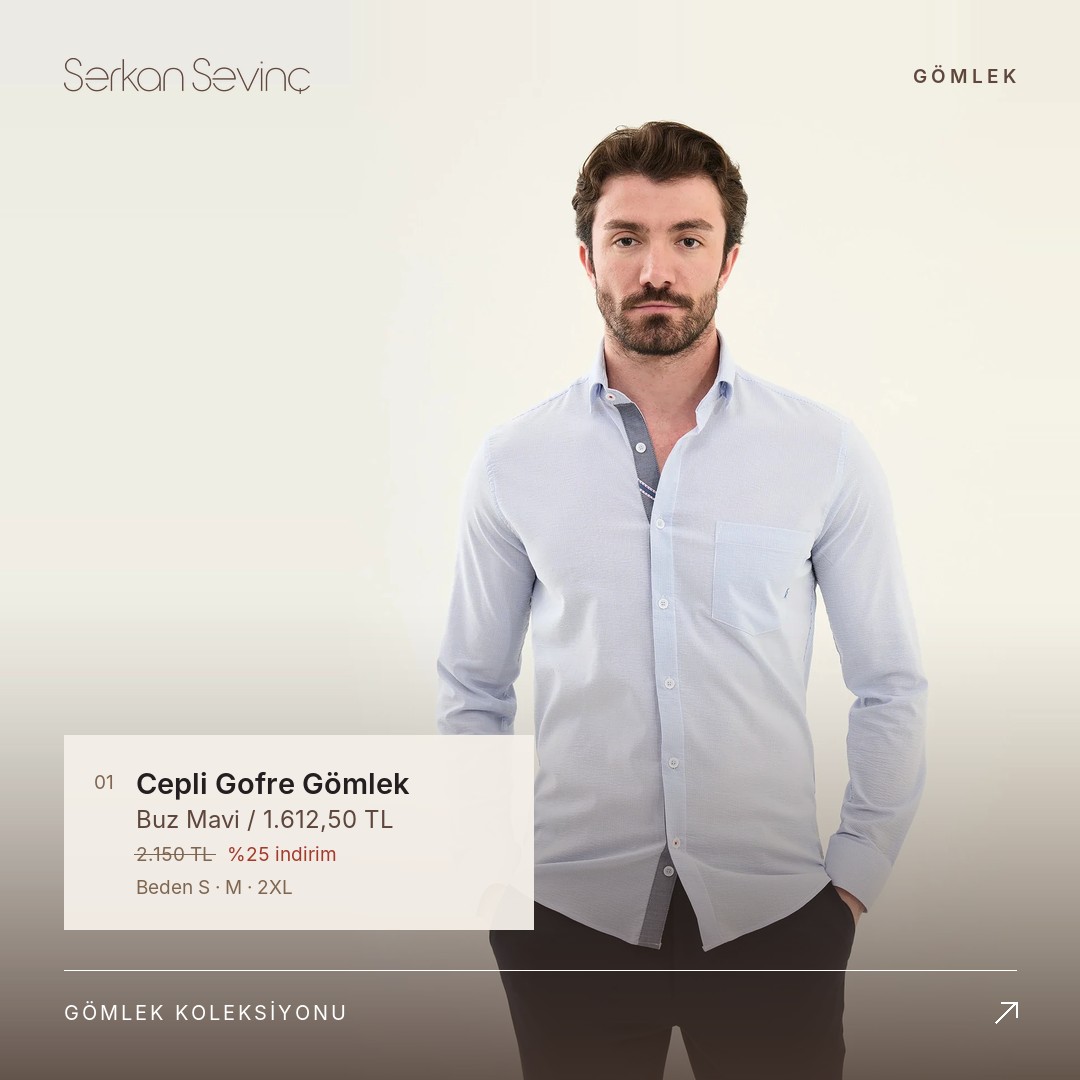 Serkan Sevinç
GÖMLEK
01
Cepli Gofre Gömlek
Buz Mavi / 1.612,50 TL
2.150 TL %25 indirim
Beden S · M · 2XL
GÖMLEK KOLEKSİYONU